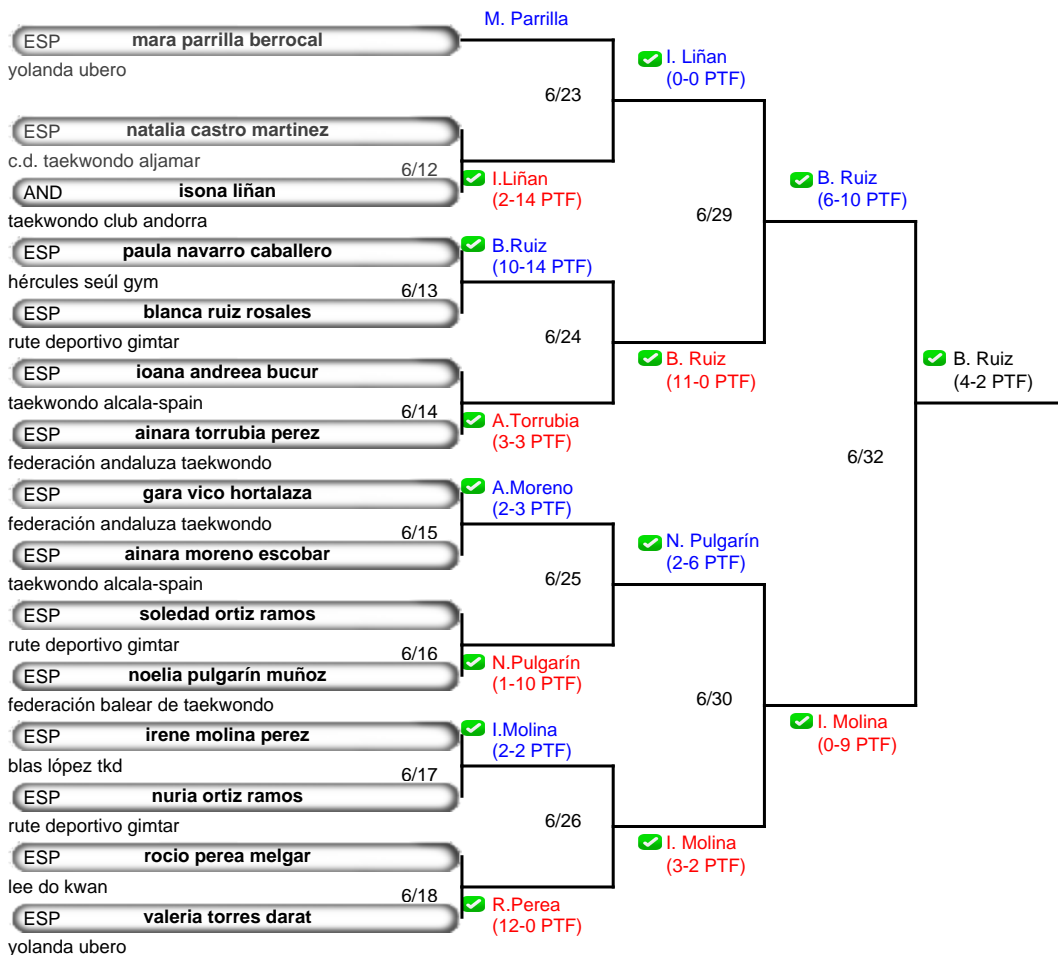 M. Parrilla
ESP mara parrilla berrocal
yolanda ubero
I. Liñan
(0-0 PTF)
6/23
ESP natalia castro martinez
c.d. taekwondo aljamar
6/12
AND isona liñan
taekwondo club andorra
I.Liñan
(2-14 PTF)
B. Ruiz
(6-10 PTF)
6/29
ESP paula navarro caballero
hércules seúl gym
B.Ruiz
(10-14 PTF)
6/13
ESP blanca ruiz rosales
rute deportivo gimtar
6/24
ESP ioana andreea bucur
taekwondo alcala-spain
B. Ruiz
(11-0 PTF)
B. Ruiz
(4-2 PTF)
6/14
ESP ainara torrubia perez
federación andaluza taekwondo
A.Torrubia
(3-3 PTF)
6/32
ESP gara vico hortalaza
federación andaluza taekwondo
A.Moreno
(2-3 PTF)
6/15
ESP ainara moreno escobar
taekwondo alcala-spain
N. Pulgarín
(2-6 PTF)
6/25
ESP soledad ortiz ramos
rute deportivo gimtar
6/16
ESP noelia pulgarín muñoz
federación balear de taekwondo
N.Pulgarín
(1-10 PTF)
6/30
ESP irene molina perez
blas lópez tkd
I.Molina
(2-2 PTF)
I. Molina
(0-9 PTF)
6/17
ESP nuria ortiz ramos
rute deportivo gimtar
6/26
ESP rocio perea melgar
lee do kwan
I. Molina
(3-2 PTF)
6/18
ESP valeria torres darat
yolanda ubero
R.Perea
(12-0 PTF)